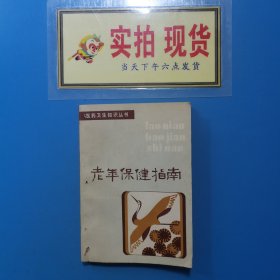 实拍 现货
当天下午六点发货
医药卫生知识丛书
lao nian
bao jian
zhi nan
老年保健指南